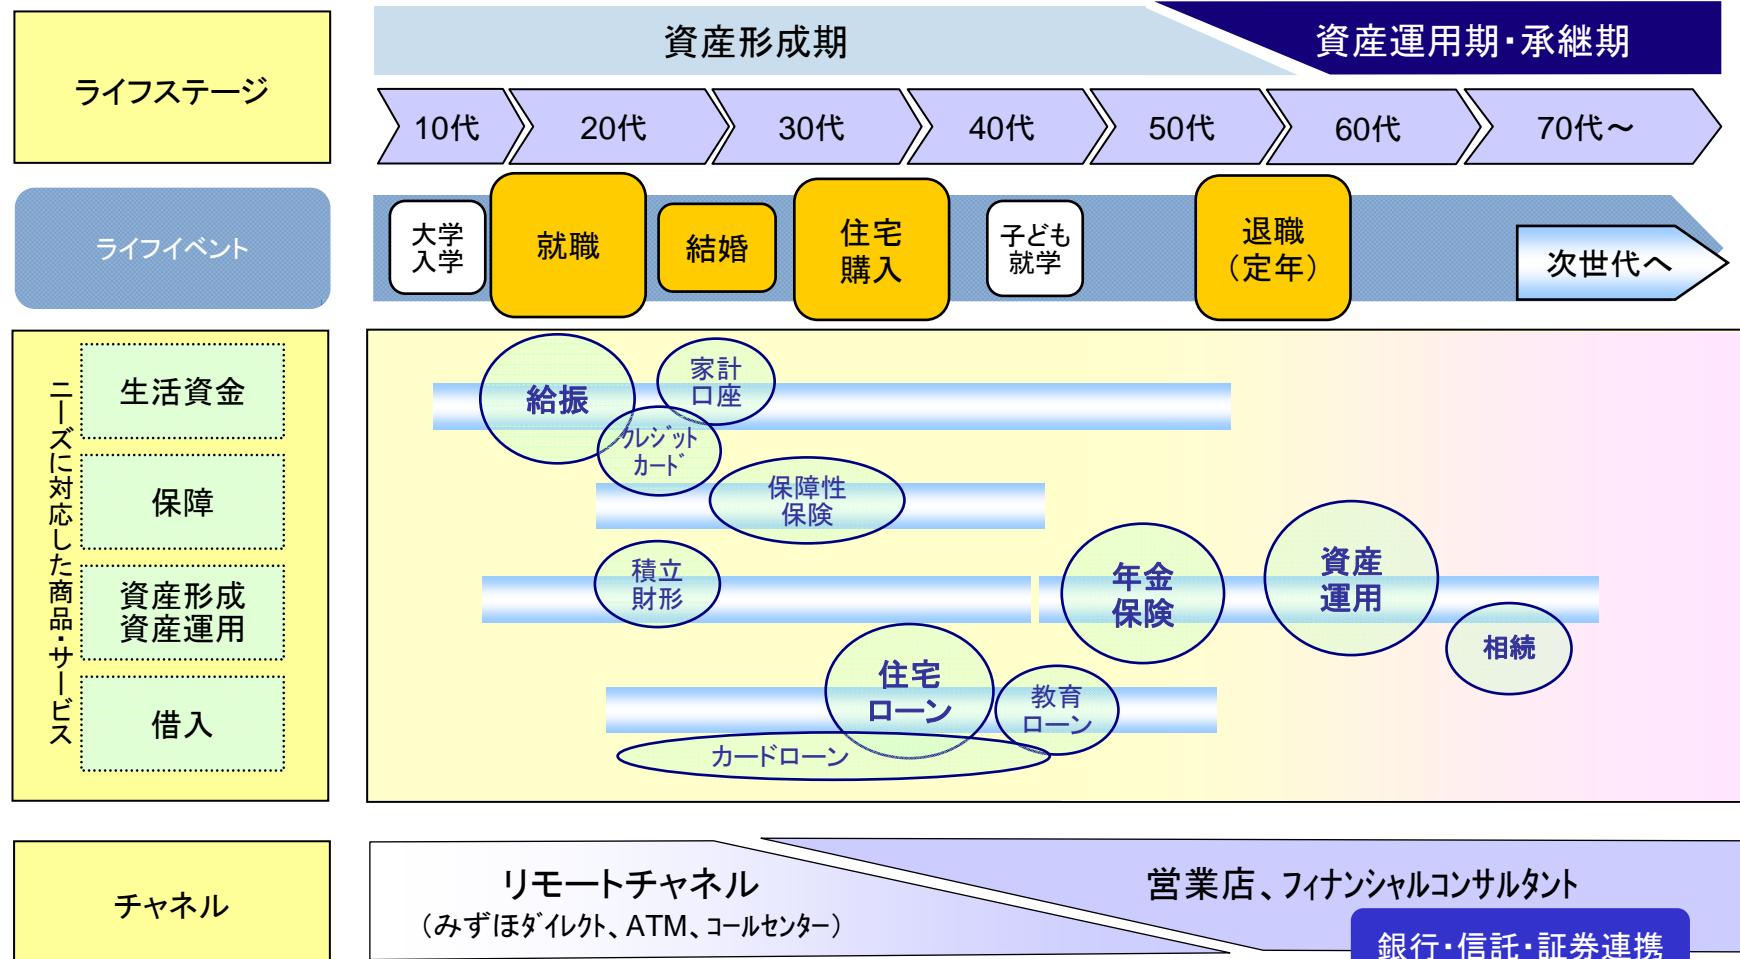 ライフステージ
資産形成期
資産運用期・承継期
10代
20代
30代
40代
50代
60代
70代～
ライフイベント
大学
入学
就職
結婚
住宅
購入
子ども
就学
退職
（定年）
次世代へ
ニーズに対応した商品・サービス
生活資金
保障
資産形成
資産運用
借入
給振
家計
口座
クレジット
カード
保障性
保険
積立
財形
年金
保険
資産
運用
相続
住宅
ローン
教育
ローン
カードローン
チャネル
リモートチャネル
（みずほダイレクト、ATM、コールセンター）
営業店、フィナンシャルコンサルタント
銀行・信託・証券連携